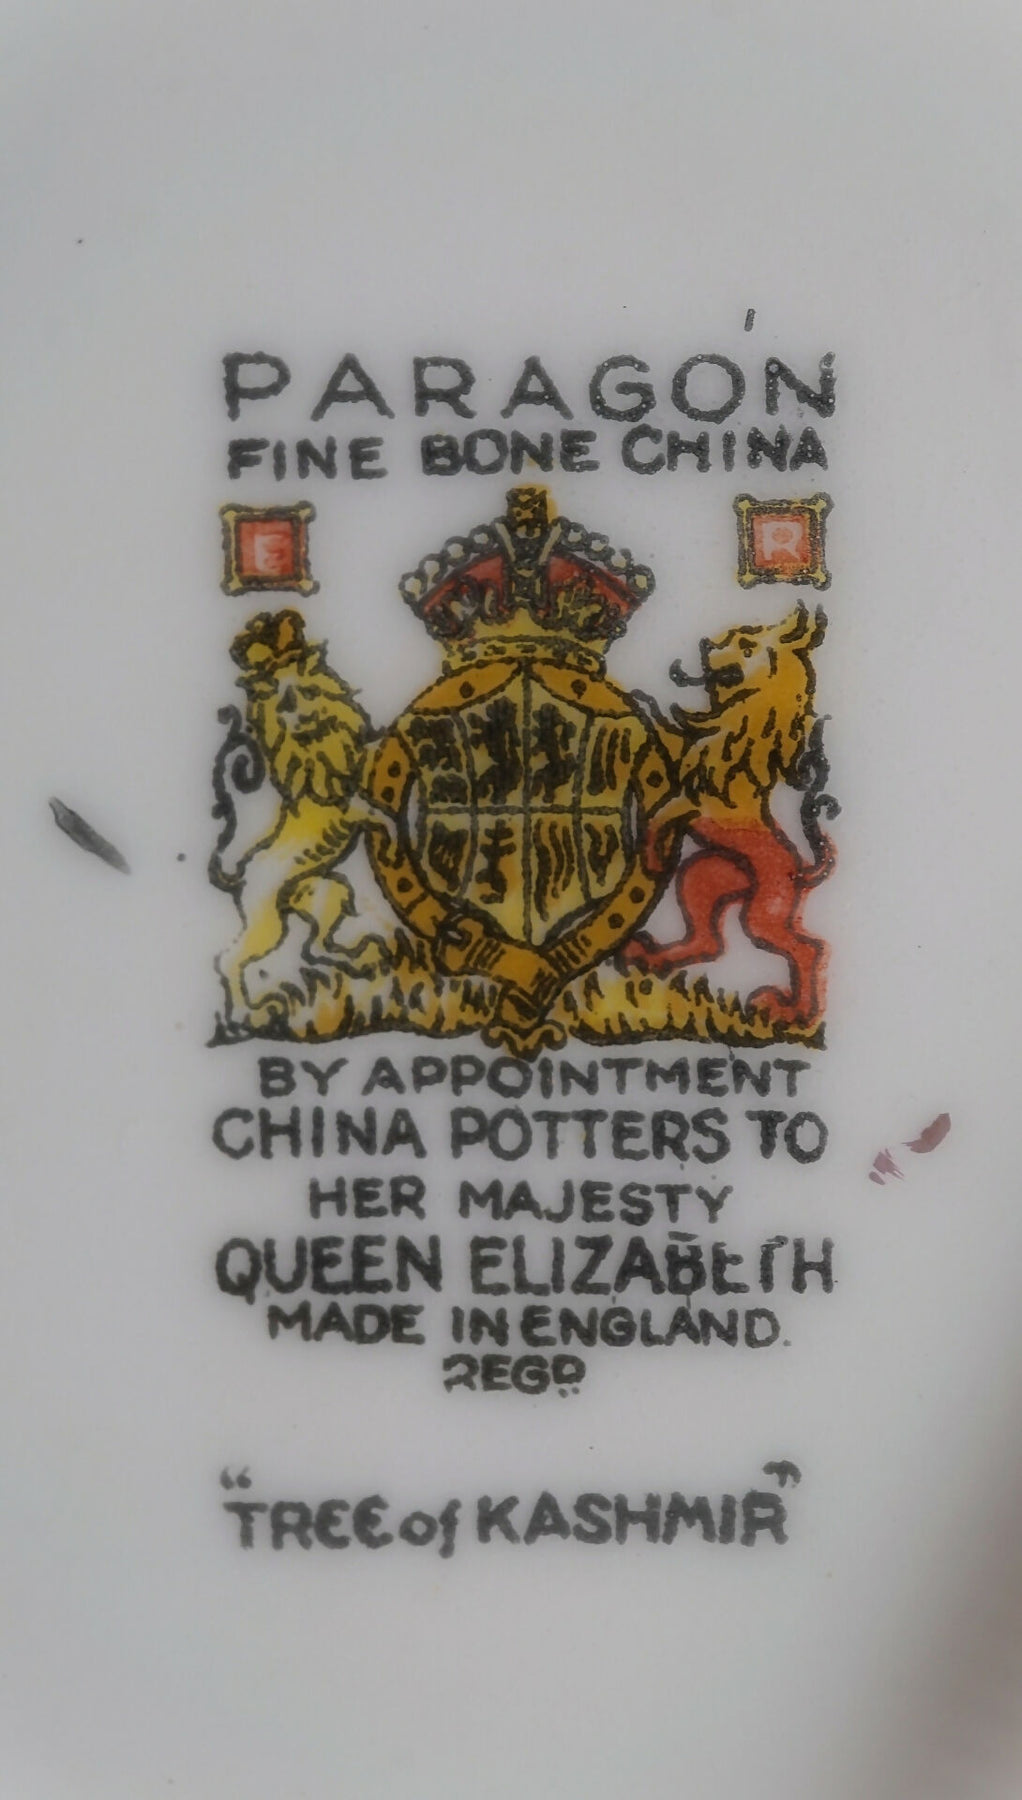 PARAGON
FINE BONE CHINA
E R
BY APPOINTMENT
CHINA POTTERS TO
HER MAJESTY
QUEEN ELIZABETH
MADE IN ENGLAND.
REGD
"TREE of KASHMIR"